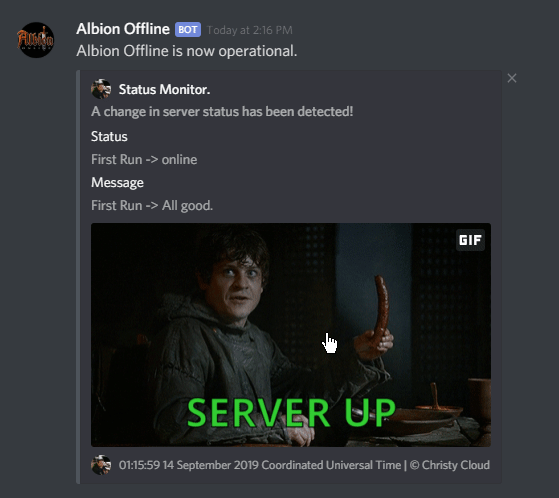 Albion Offline BOT Today at 2:16 PM
Albion Offline is now operational.
Status Monitor.
A change in server status has been detected!
Status
First Run -> online
Message
First Run -> All good.
GIF
SERVER UP
01:15:59 14 September 2019 Coordinated Universal Time | © Christy Cloud